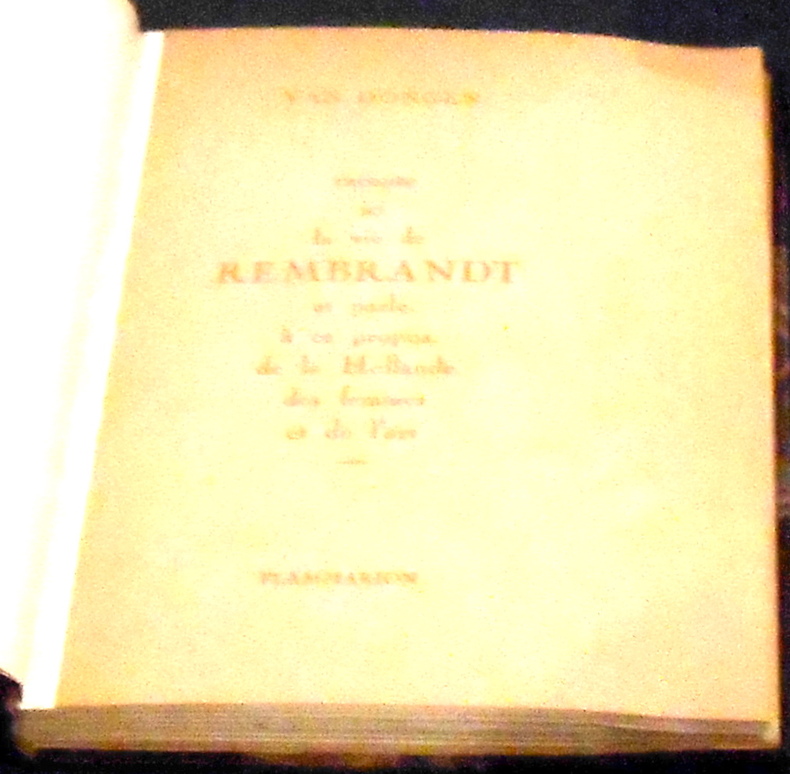 VAN DONGEN
raconte
ici
la vie de
REMBRANDT
et parle,
à ce propos,
de la Hollande,
des femmes
et de l'art
FLAMMARION